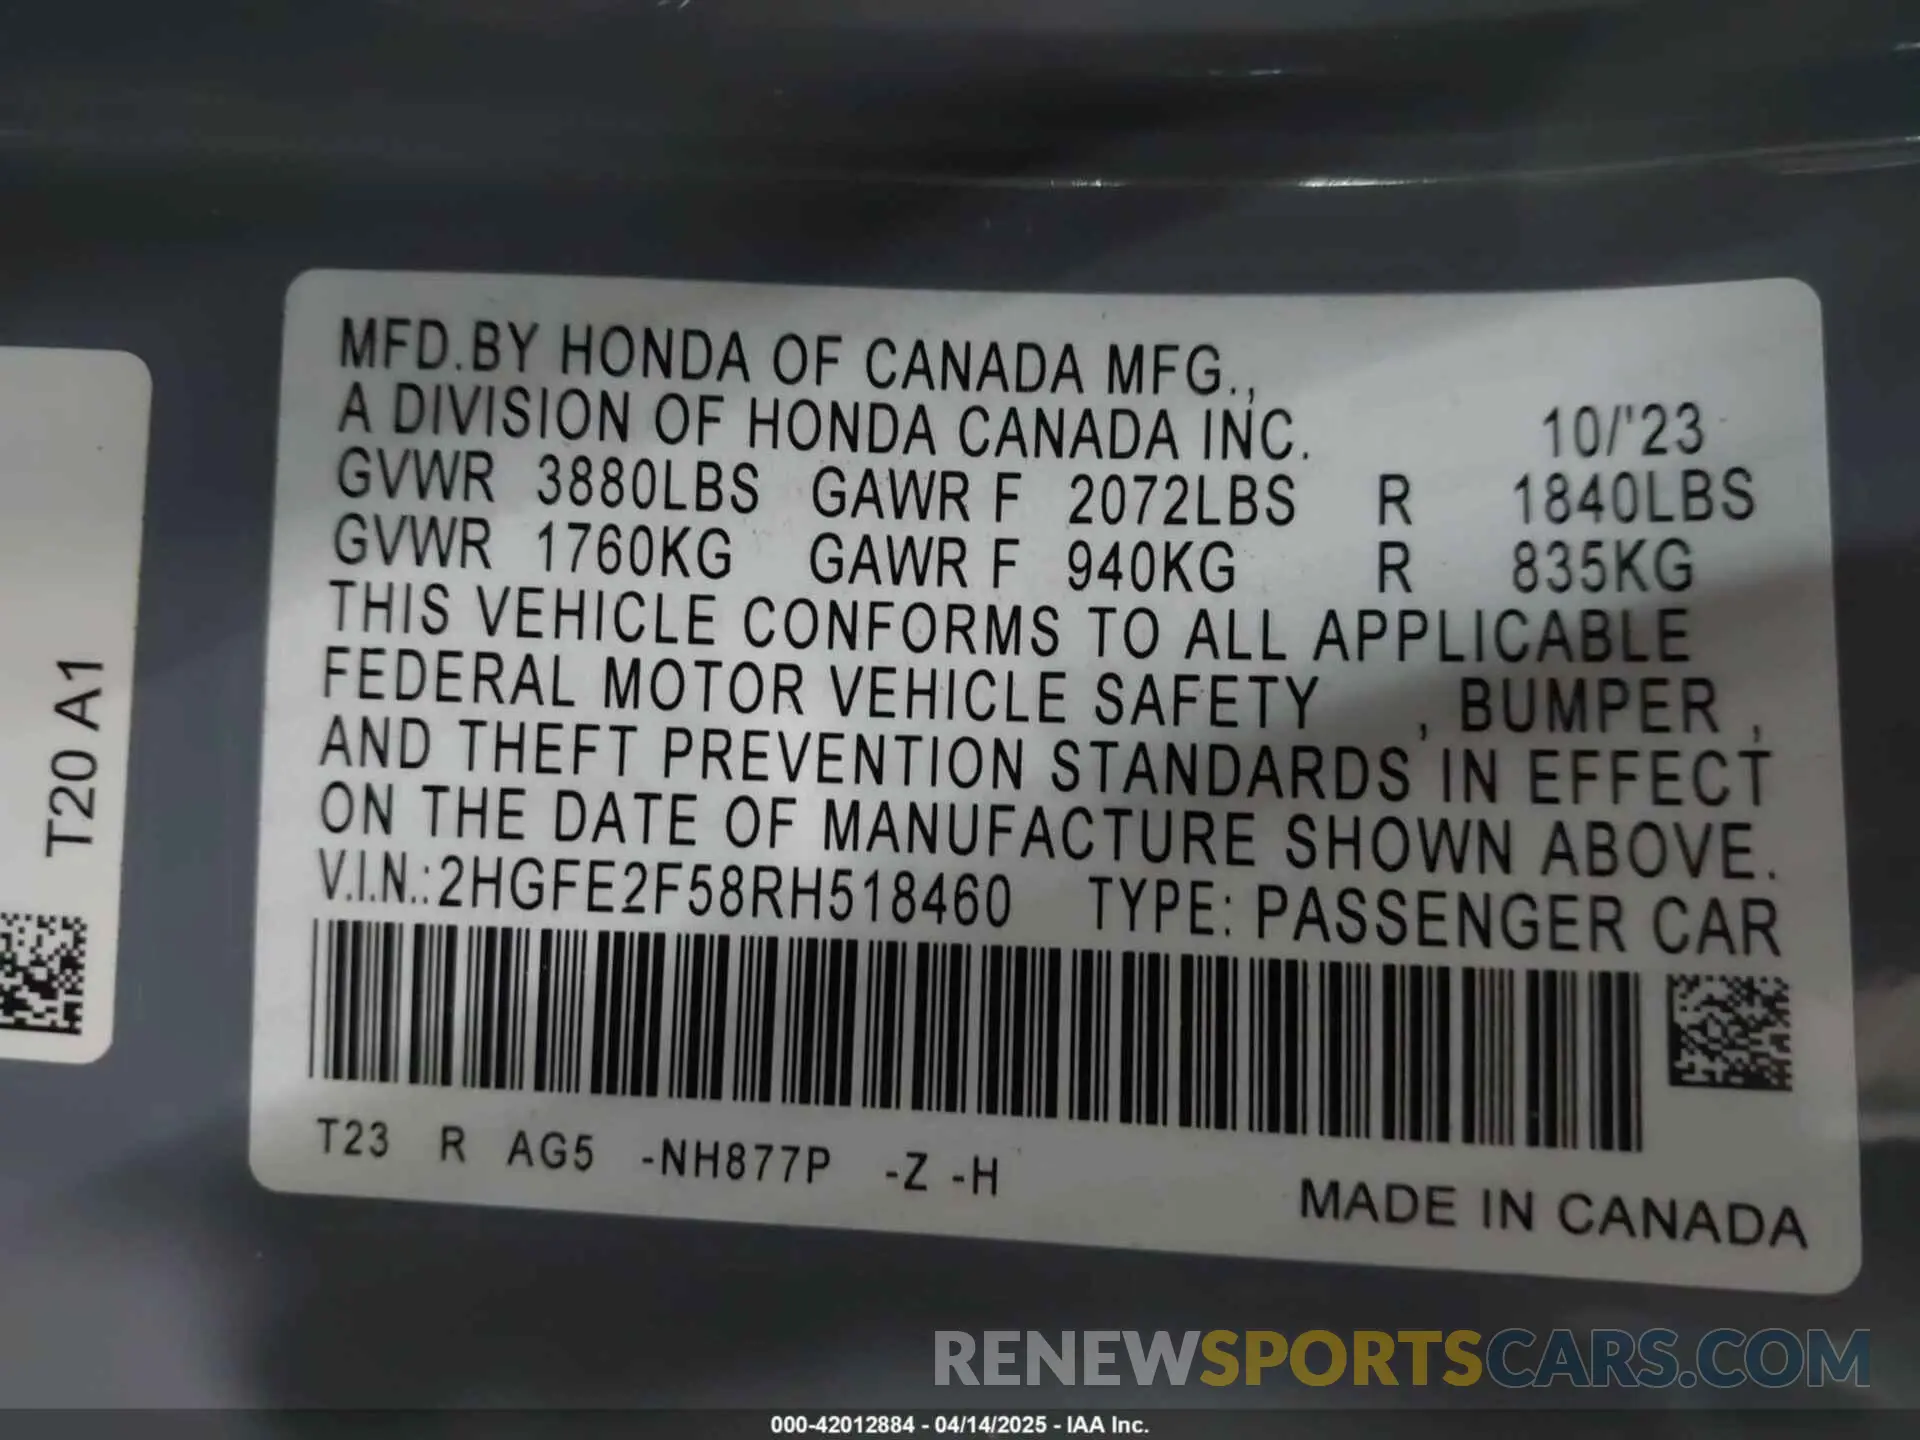 MFD.BY HONDA OF CANADA MFG.,
A DIVISION OF HONDA CANADA INC. 10/'23
GVWR 3880LBS GAWR F 2072LBS R 1840LBS
GVWR 1760KG GAWR F 940KG R 835KG
THIS VEHICLE CONFORMS TO ALL APPLICABLE
FEDERAL MOTOR VEHICLE SAFETY , BUMPER ,
AND THEFT PREVENTION STANDARDS IN EFFECT
ON THE DATE OF MANUFACTURE SHOWN ABOVE.
V.I.N.:2HGFE2F58RH518460 TYPE: PASSENGER CAR
T23 R AG5 -NH877P -Z -H
MADE IN CANADA
T20 A1
RENEWSPORTSCARS.COM
000-42012884 - 04/14/2025 - IAA Inc.